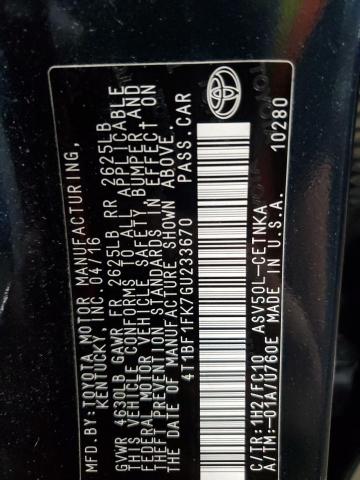 MFD.BY:TOYOTA MOTOR MANUFACTURING,
KENTUCKY, INC. 04/16
GVWR 4630LB GAWR FR 2625LB RR 2625LB
THIS VEHICLE CONFORMS TO ALL APPLICABLE
FEDERAL MOTOR VEHICLE SAFETY, BUMPER AND
THEFT PREVENTION STANDARDS IN EFFECT ON
THE DATE OF MANUFACTURE SHOWN ABOVE.
4T1BF1FK7GU233670 PASS.CAR
C/TR:1H2/FC10 ASV50L-CETNKA
A/TM:-01A/U760E MADE IN U.S.A.
10280